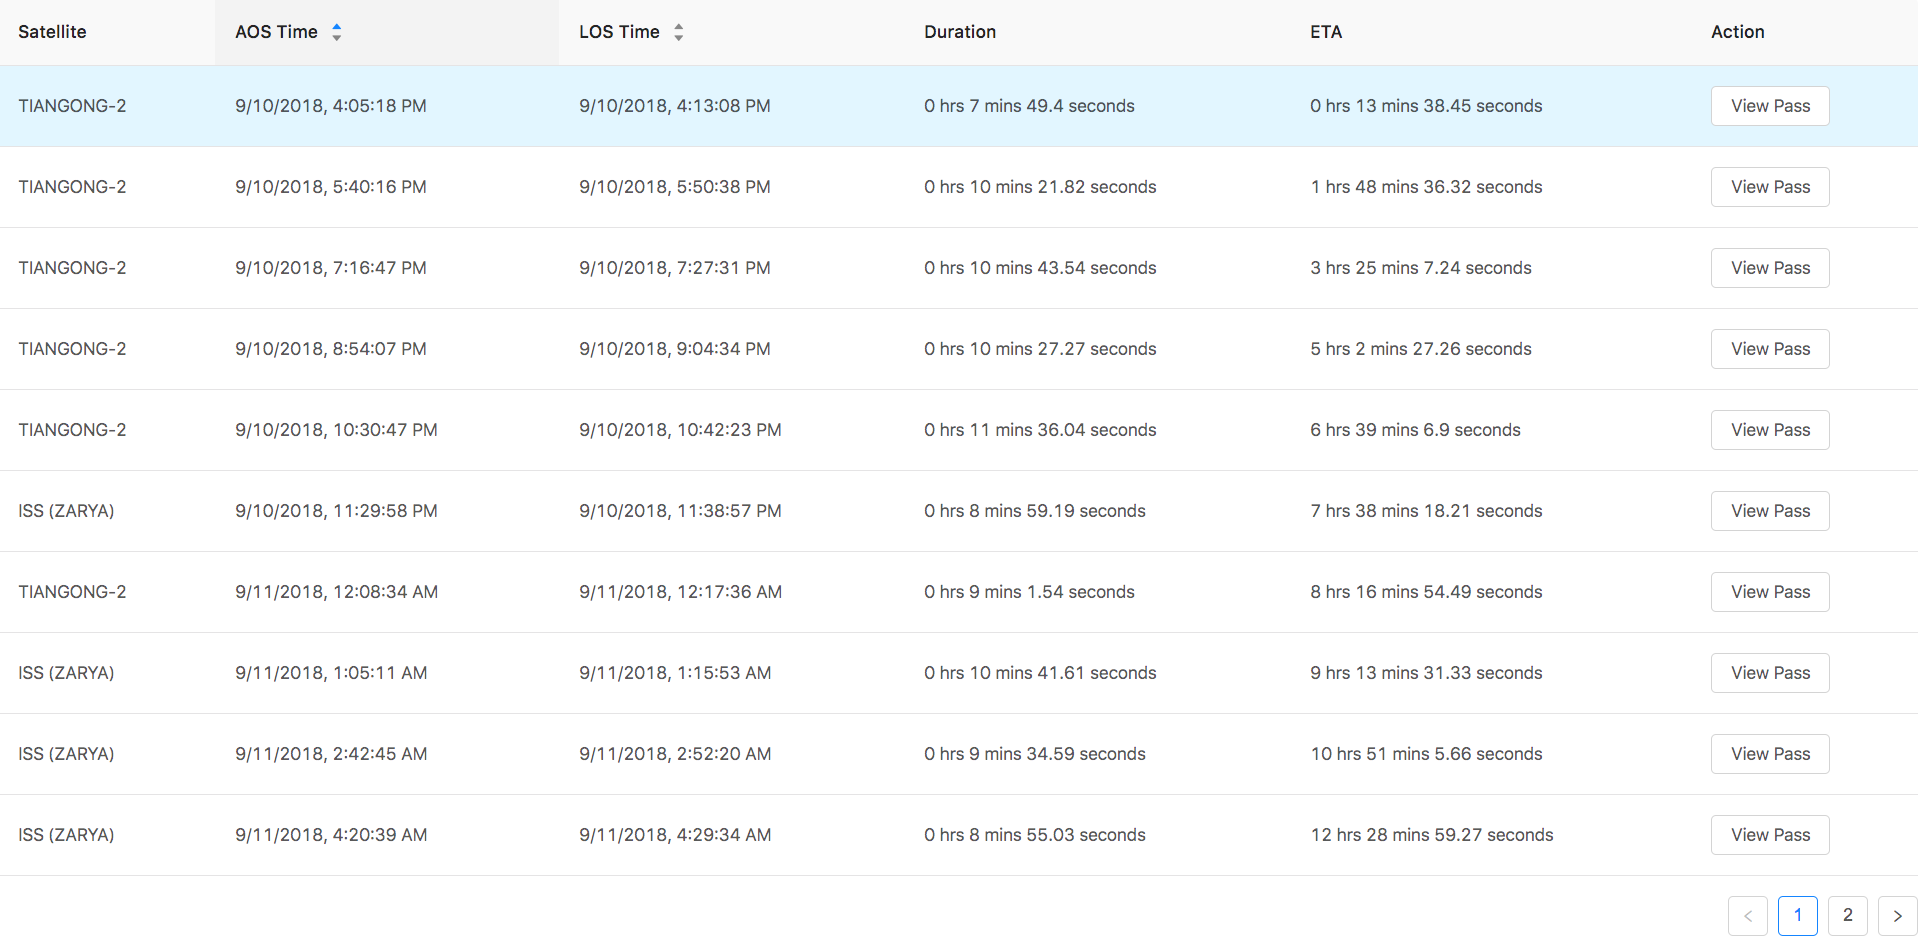 Satellite AOS Time LOS Time Duration ETA Action
TIANGONG-2 9/10/2018, 4:05:18 PM 9/10/2018, 4:13:08 PM 0 hrs 7 mins 49.4 seconds 0 hrs 13 mins 38.45 seconds View Pass
TIANGONG-2 9/10/2018, 5:40:16 PM 9/10/2018, 5:50:38 PM 0 hrs 10 mins 21.82 seconds 1 hrs 48 mins 36.32 seconds View Pass
TIANGONG-2 9/10/2018, 7:16:47 PM 9/10/2018, 7:27:31 PM 0 hrs 10 mins 43.54 seconds 3 hrs 25 mins 7.24 seconds View Pass
TIANGONG-2 9/10/2018, 8:54:07 PM 9/10/2018, 9:04:34 PM 0 hrs 10 mins 27.27 seconds 5 hrs 2 mins 27.26 seconds View Pass
TIANGONG-2 9/10/2018, 10:30:47 PM 9/10/2018, 10:42:23 PM 0 hrs 11 mins 36.04 seconds 6 hrs 39 mins 6.9 seconds View Pass
ISS (ZARYA) 9/10/2018, 11:29:58 PM 9/10/2018, 11:38:57 PM 0 hrs 8 mins 59.19 seconds 7 hrs 38 mins 18.21 seconds View Pass
TIANGONG-2 9/11/2018, 12:08:34 AM 9/11/2018, 12:17:36 AM 0 hrs 9 mins 1.54 seconds 8 hrs 16 mins 54.49 seconds View Pass
ISS (ZARYA) 9/11/2018, 1:05:11 AM 9/11/2018, 1:15:53 AM 0 hrs 10 mins 41.61 seconds 9 hrs 13 mins 31.33 seconds View Pass
ISS (ZARYA) 9/11/2018, 2:42:45 AM 9/11/2018, 2:52:20 AM 0 hrs 9 mins 34.59 seconds 10 hrs 51 mins 5.66 seconds View Pass
ISS (ZARYA) 9/11/2018, 4:20:39 AM 9/11/2018, 4:29:34 AM 0 hrs 8 mins 55.03 seconds 12 hrs 28 mins 59.27 seconds View Pass
< 1 2 >